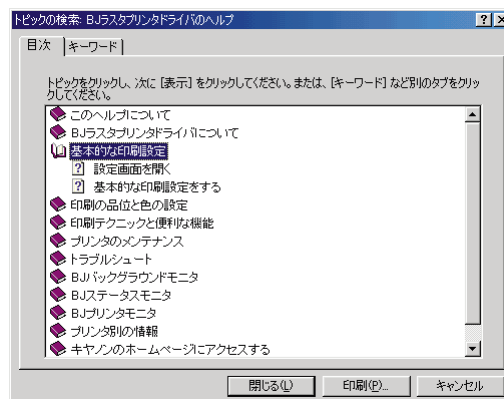 トピックの検索: BJラスタプリンタドライバのヘルプ
目次
キーワード
トピックをクリックし、次に [表示] をクリックしてください。または、[キーワード] など別のタブをクリッ
クしてください。
このヘルプについて
BJラスタプリンタドライバについて
基本的な印刷設定
設定画面を開く
基本的な印刷設定をする
印刷の品位と色の設定
印刷テクニックと便利な機能
プリンタのメンテナンス
トラブルシュート
BJバックグラウンドモニタ
BJステータスモニタ
BJプリンタモニタ
プリンタ別の情報
キヤノンのホームページにアクセスする
閉じる(L)
印刷(P)...
キャンセル